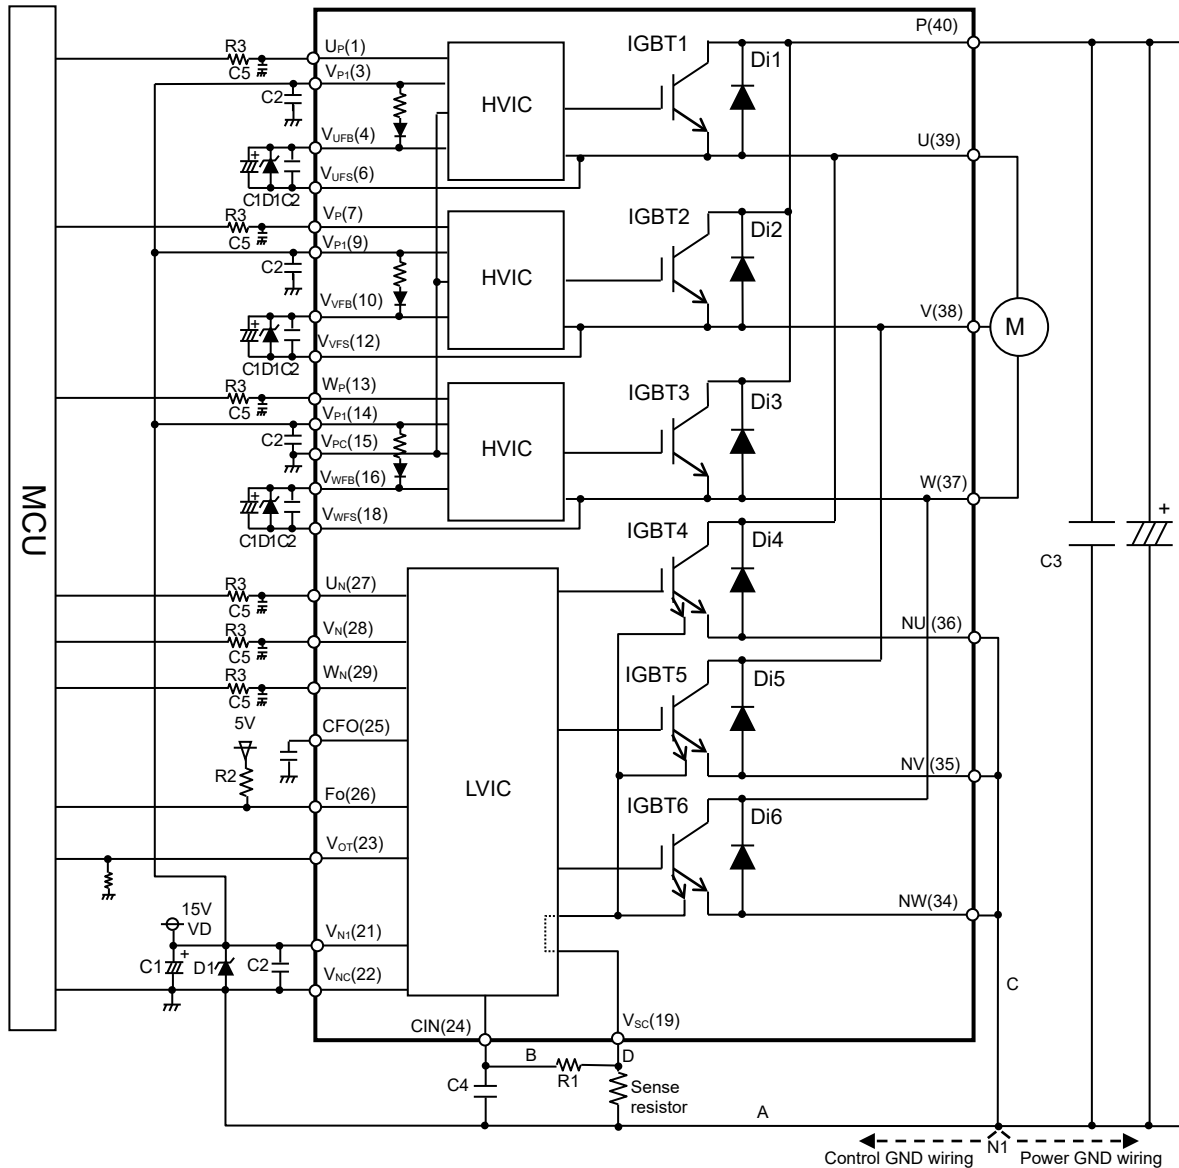 P(40)
IGBT1
Di1
R3
C5
UP(1)
VP1(3)
C2
HVIC
VUFB(4)
U(39)
VUFS(6)
+
C1D1C2
IGBT2
Di2
R3
C5
VP(7)
VP1(9)
C2
HVIC
VVFB(10)
V(38)
M
VVFS(12)
+
C1D1C2
IGBT3
Di3
R3
C5
WP(13)
VP1(14)
C2
VPC(15)
HVIC
VWFB(16)
W(37)
VWFS(18)
+
C1D1C2
MCU
IGBT4
Di4
C3
+
R3
C5
UN(27)
NU(36)
R3
C5
VN(28)
R3
C5
WN(29)
IGBT5
Di5
5V
CFO(25)
R2
NV(35)
LVIC
Fo(26)
IGBT6
Di6
VOT(23)
15V
VD
NW(34)
VN1(21)
C1
+
D1
C2
VNC(22)
C
CIN(24)
VSC(19)
B
D
R1
C4
Sense
resistor
A
N1
Control GND wiring
Power GND wiring